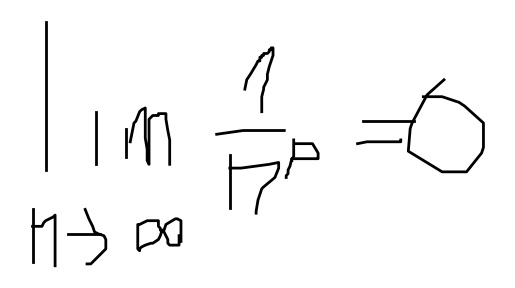 lim 1/n^p = 0
n→∞